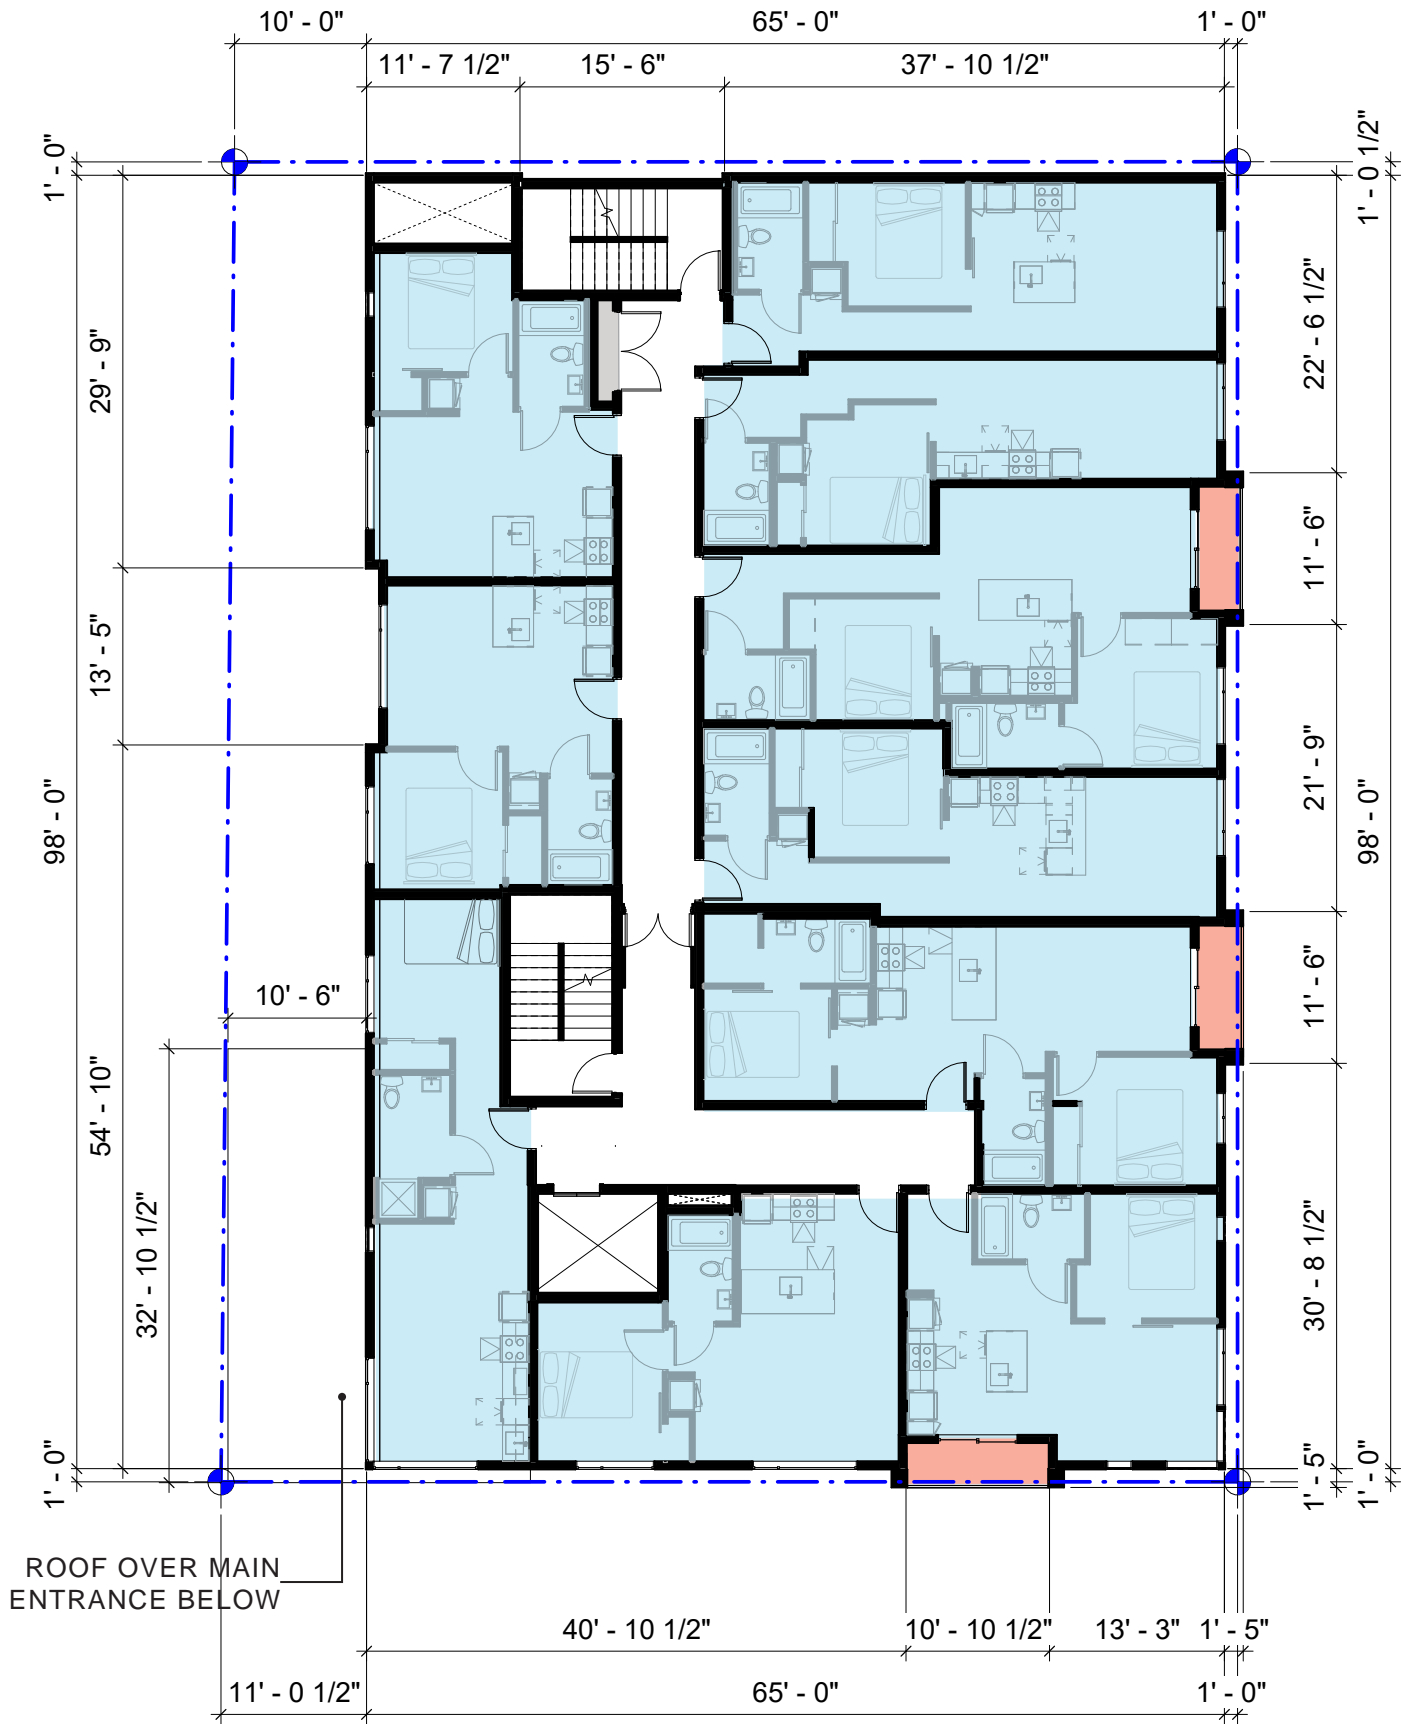 10' - 0"
65' - 0"
1' - 0"
11' - 7 1/2"
15' - 6"
37' - 10 1/2"
1' - 0"
1' - 0 1/2"
29' - 9"
22' - 6 1/2"
11' - 6"
13' - 5"
21' - 9"
98' - 0"
98' - 0"
10' - 6"
11' - 6"
54' - 10"
32' - 10 1/2"
30' - 8 1/2"
1' - 0"
1' - 5"
1' - 0"
ROOF OVER MAIN
ENTRANCE BELOW
40' - 10 1/2"
10' - 10 1/2"
13' - 3"
1' - 5"
11' - 0 1/2"
65' - 0"
1' - 0"